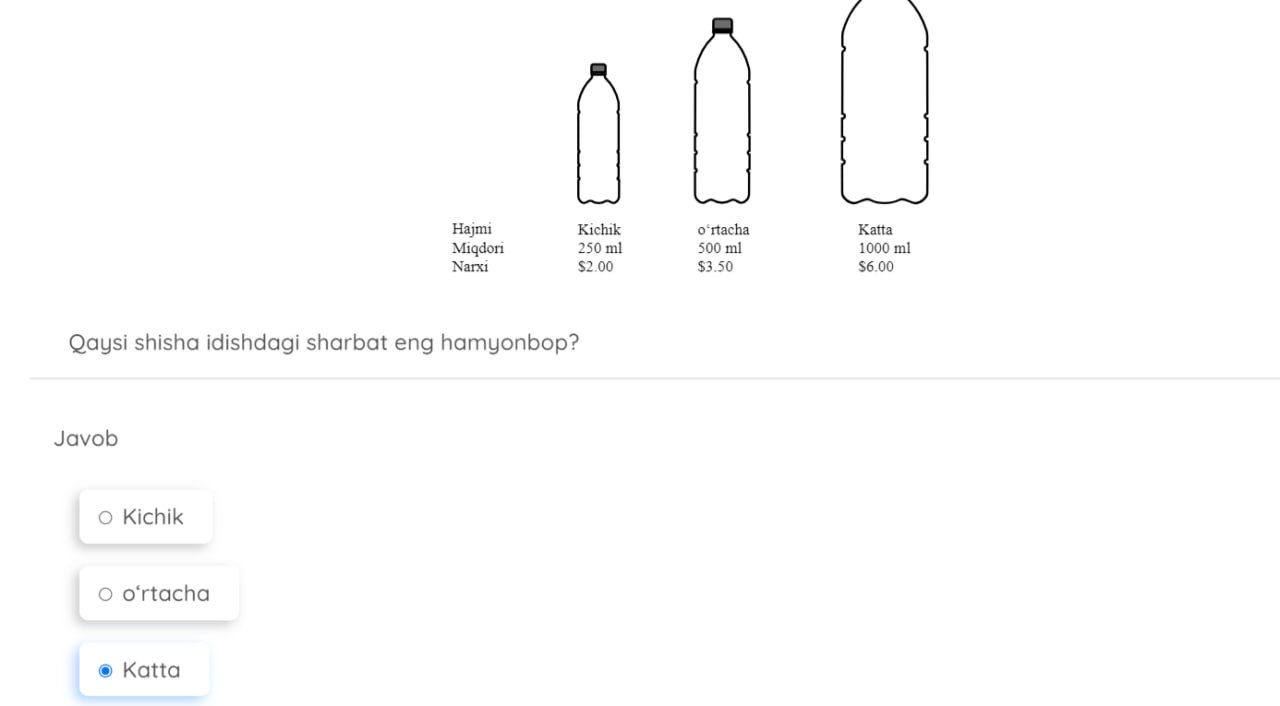 Hajmi Kichik o‘rtacha Katta
Miqdori 250 ml 500 ml 1000 ml
Narxi $2.00 $3.50 $6.00
Qaysi shisha idishdagi sharbat eng hamyonbop?
Javob
Kichik
o‘rtacha
Katta